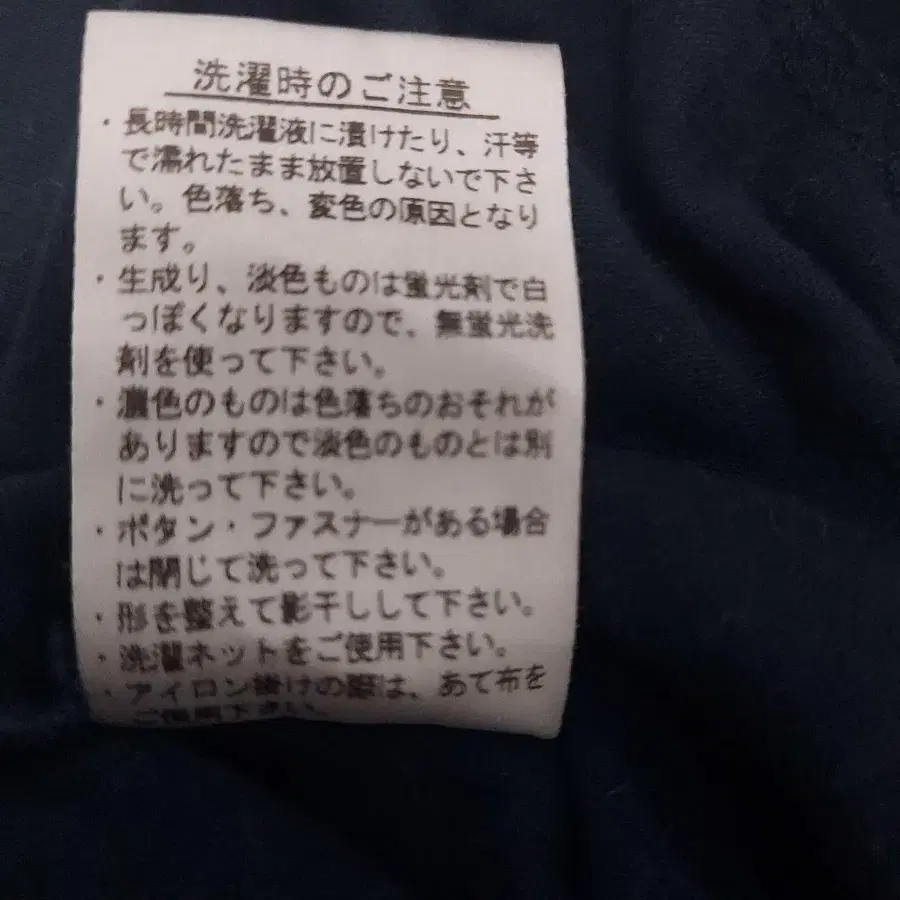 洗濯時のご注意
・長時間洗濯液に漬けたり、汗等
で濡れたまま放置しないで下さ
い。色落ち、変色の原因となり
ます。
・生成り、淡色ものは蛍光剤で白
っぽくなりますので、無蛍光洗
剤を使って下さい。
・濃色のものは色落ちのおそれが
ありますので淡色のものとは別
に洗って下さい。
・ボタン・ファスナーがある場合
は閉じて洗って下さい。
・形を整えて影干しして下さい。
・洗濯ネットをご使用下さい。
・アイロン掛けの際は、あて布を
ご使用下さい。